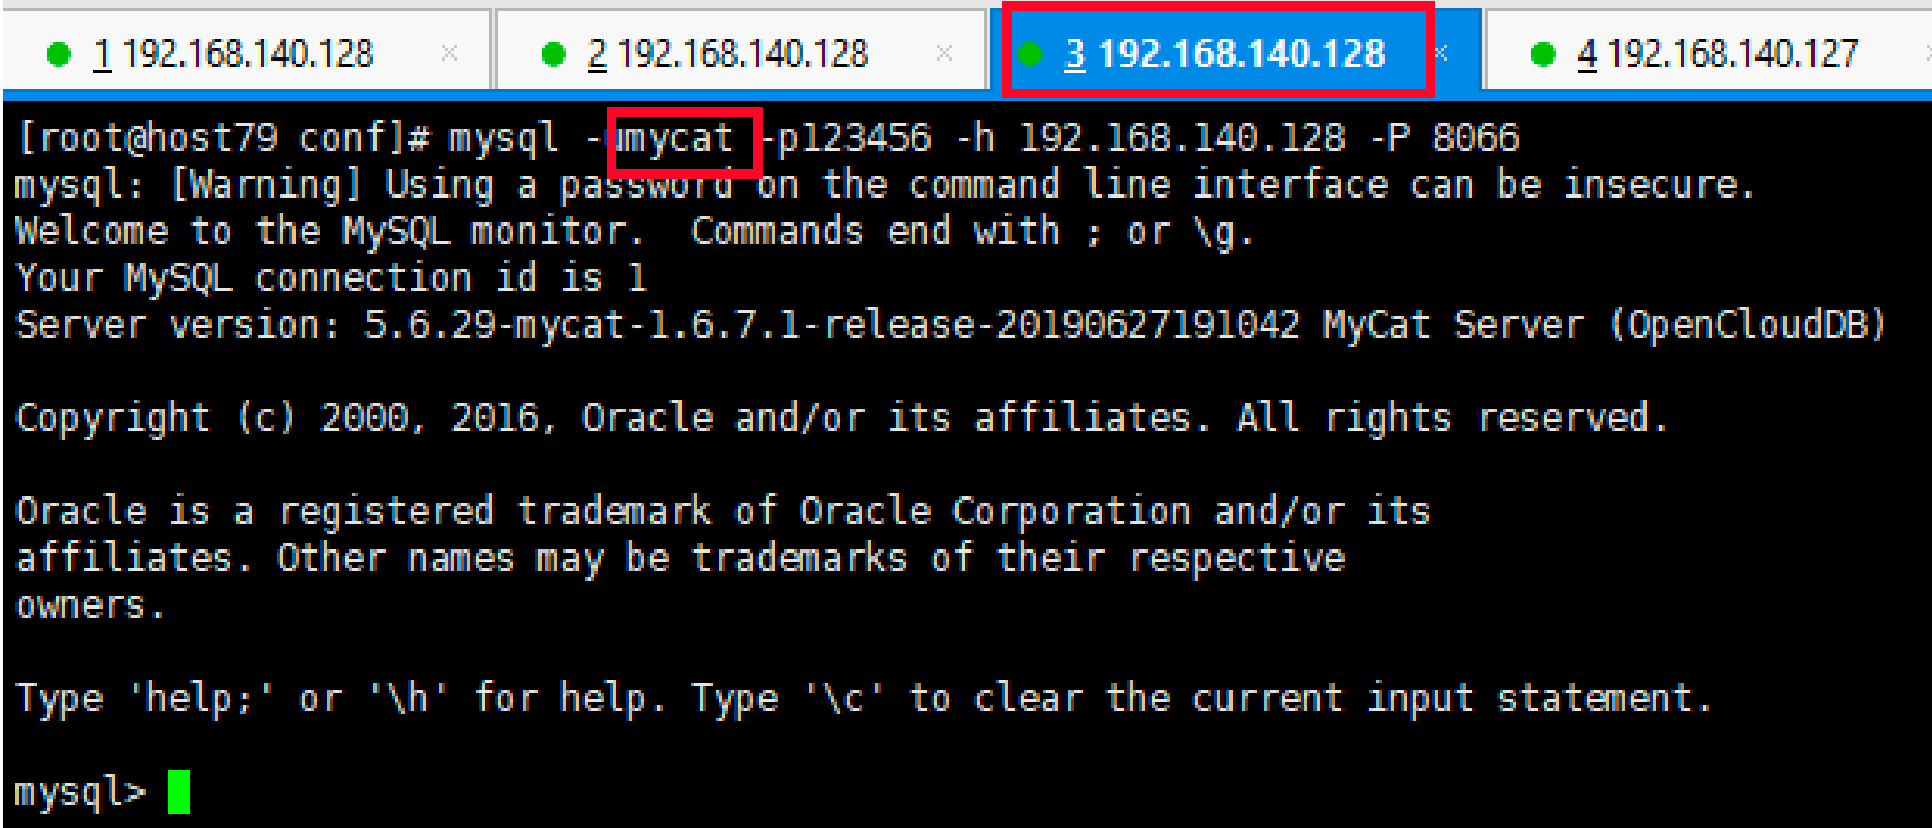 1 192.168.140.128 × 2 192.168.140.128 × 3 192.168.140.128 × 4 192.168.140.127
[root@host79 conf]# mysql -umycat -p123456 -h 192.168.140.128 -P 8066
mysql: [Warning] Using a password on the command line interface can be insecure.
Welcome to the MySQL monitor.  Commands end with ; or \g.
Your MySQL connection id is 1
Server version: 5.6.29-mycat-1.6.7.1-release-20190627191042 MyCat Server (OpenCloudDB)
Copyright (c) 2000, 2016, Oracle and/or its affiliates. All rights reserved.
Oracle is a registered trademark of Oracle Corporation and/or its
affiliates. Other names may be trademarks of their respective
owners.
Type 'help;' or '\h' for help. Type '\c' to clear the current input statement.
mysql>